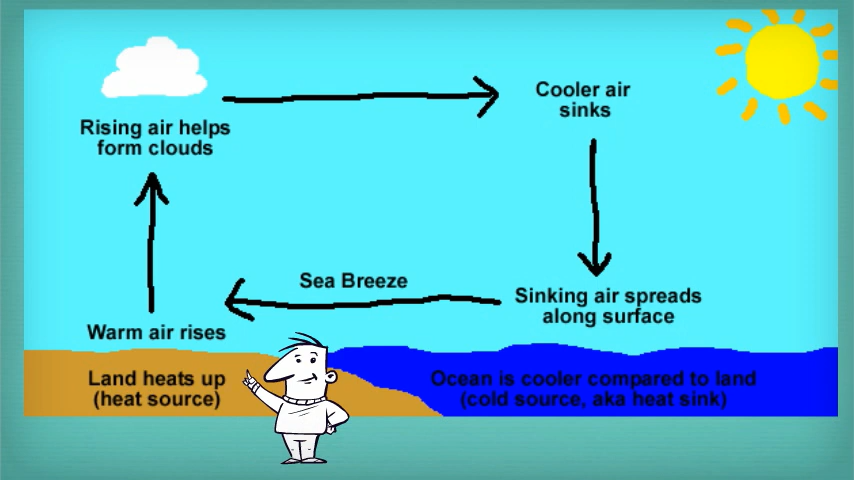 Rising air helps
form clouds
Cooler air
sinks
Sea Breeze
Sinking air spreads
along surface
Warm air rises
Land heats up
(heat source)
Ocean is cooler compared to land
(cold source, aka heat sink)